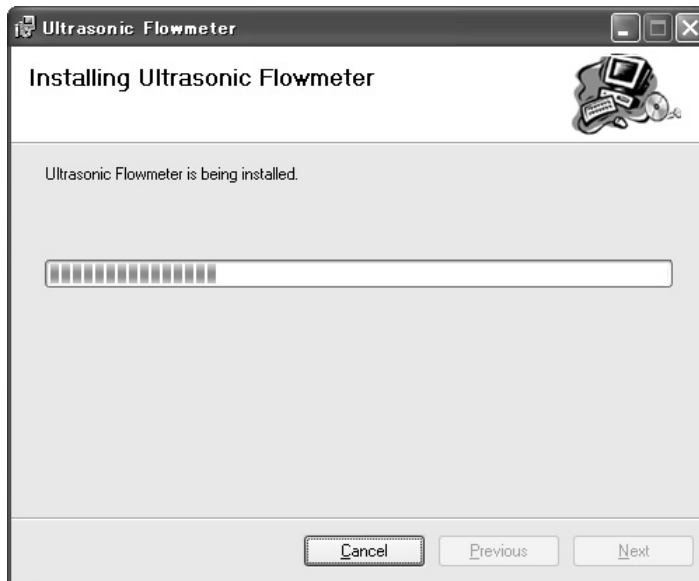 Ultrasonic Flowmeter
Installing Ultrasonic Flowmeter
Ultrasonic Flowmeter is being installed.
Cancel Previous Next